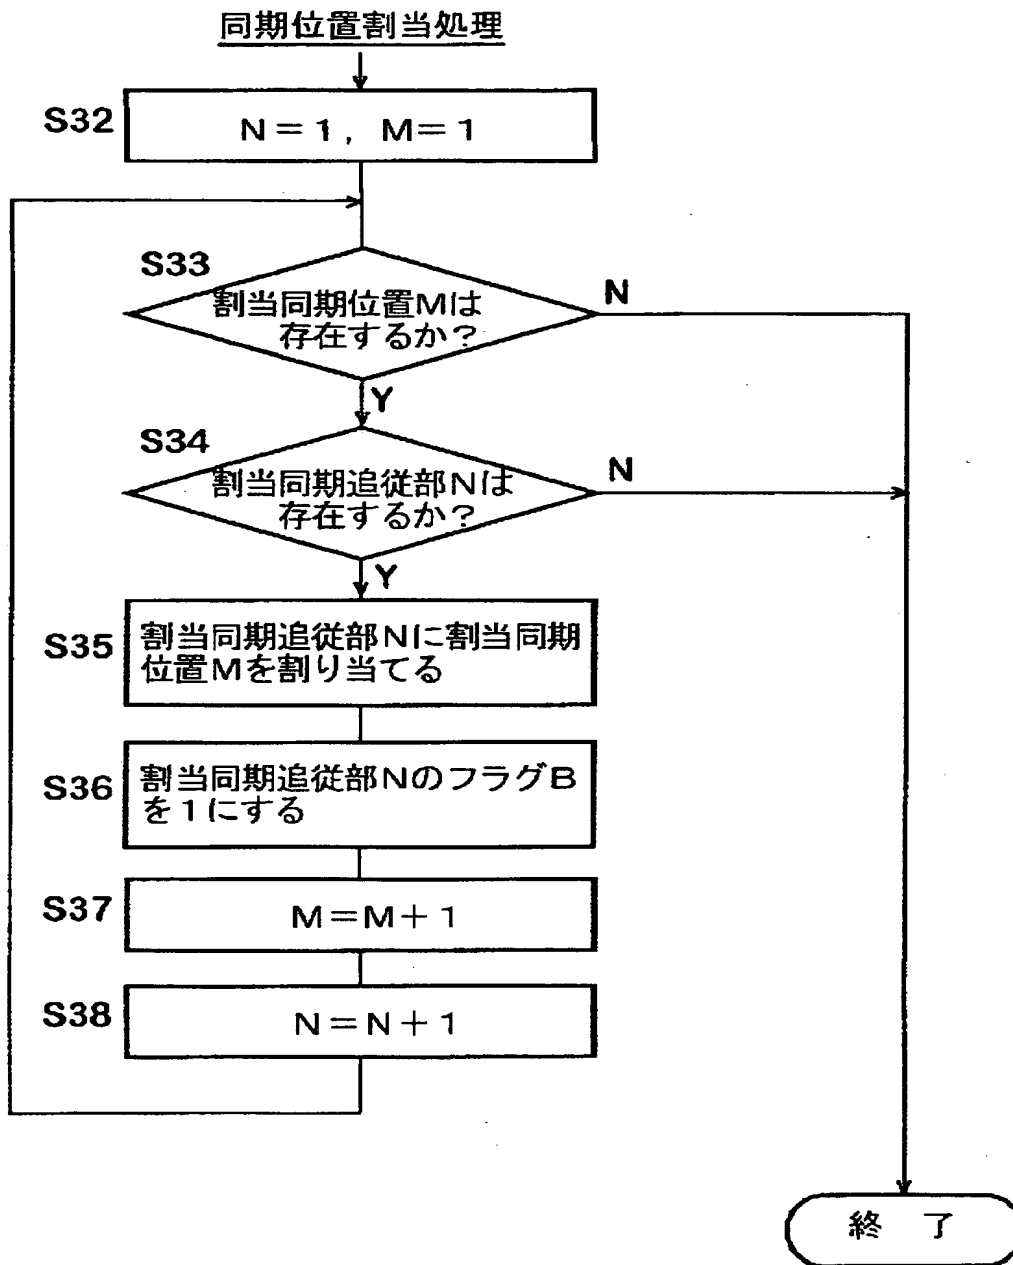 同期位置割当処理
S32
N=1, M=1
S33
割当同期位置Mは
存在するか?
N
Y
S34
割当同期追従部Nは
存在するか?
N
Y
S35
割当同期追従部Nに割当同期
位置Mを割り当てる
S36
割当同期追従部NのフラグB
を1にする
S37
M=M+1
S38
N=N+1
終 了